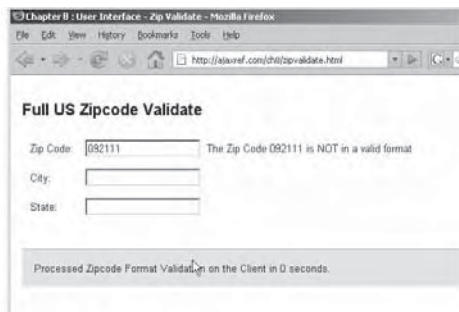 Chapter 8 : User Interface - Zip Validate - Mozilla Firefox
File Edit View History Bookmarks Tools Help
http://ajaxref.com/ch8/zipvalidate.html
Full US Zipcode Validate
Zip Code: 092111 The Zip Code 092111 is NOT in a valid format
City:
State:
Processed Zipcode Format Validation on the Client in 0 seconds.